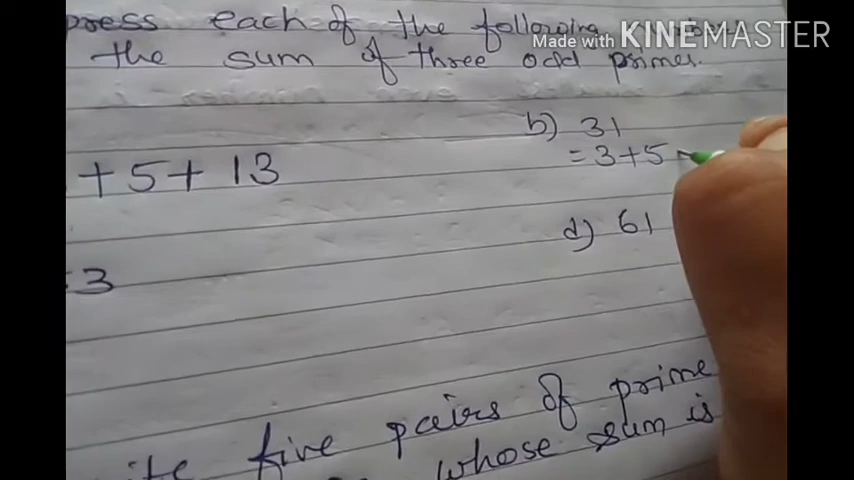 press each of the following
Made with KINEMASTER
the sum of three odd primes.
b) 31
= 3+5
+ 5 + 13
d) 61
3
five pairs of prime
whose sum is